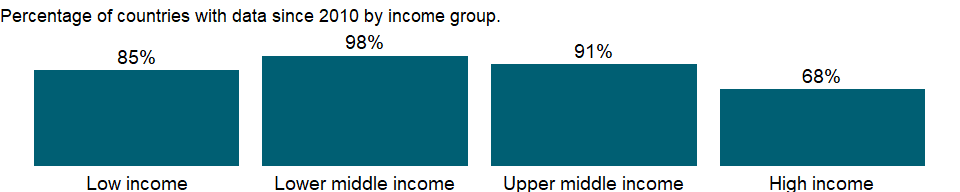 Percentage of countries with data since 2010 by income group.
85%
98%
91%
68%
Low income
Lower middle income
Upper middle income
High income